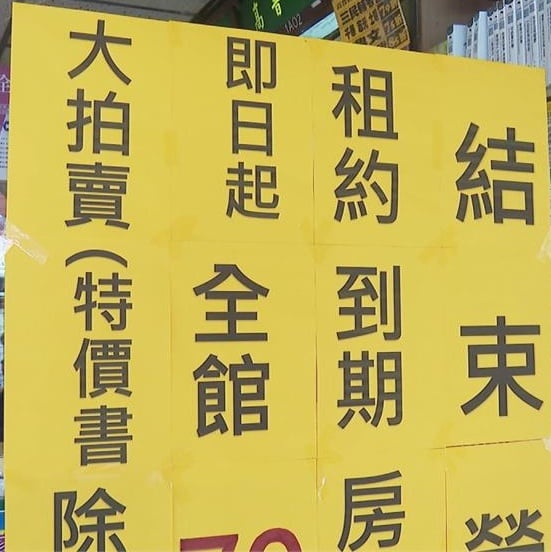 結束
租約到期房
即日起全館
大拍賣(特價書除